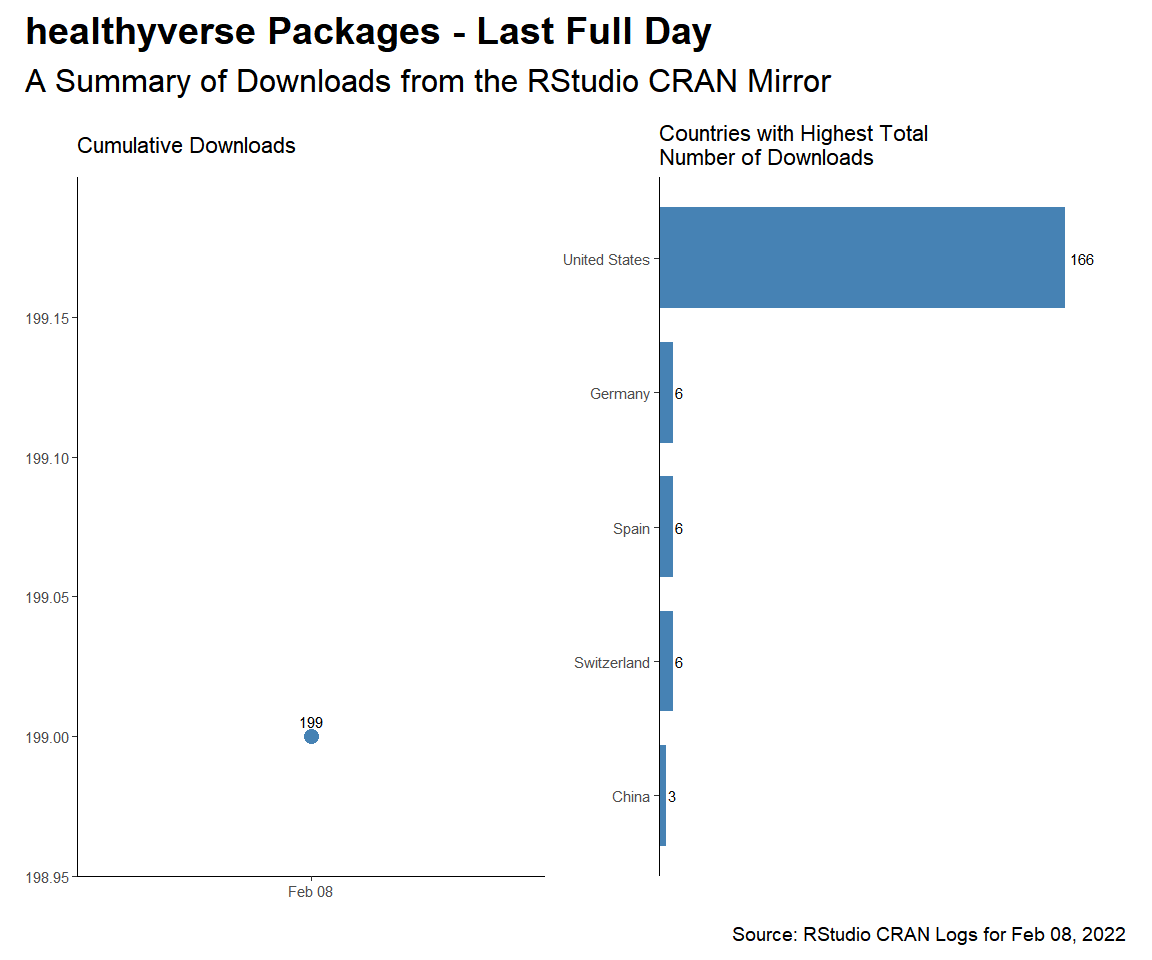 healthyverse Packages - Last Full Day
A Summary of Downloads from the RStudio CRAN Mirror
Cumulative Downloads
199.15
199.10
199.05
199.00
198.95
199
Feb 08
Countries with Highest Total
Number of Downloads
United States
166
Germany
6
Spain
6
Switzerland
6
China
3
Source: RStudio CRAN Logs for Feb 08, 2022